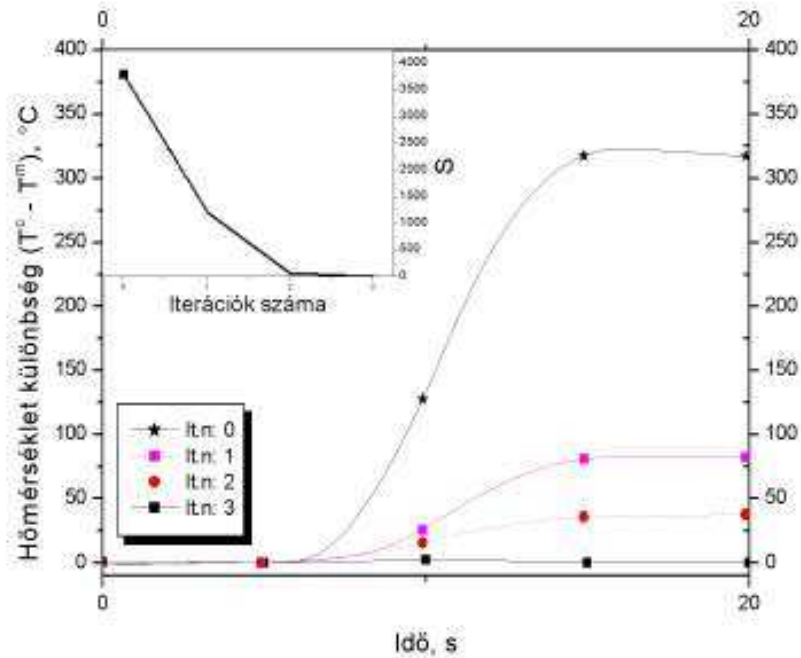 0 20
400 400
350 350
300 300
250 250
200 200
150 150
100 100
50 50
0 0
Hőmérséklet különbség (Tᶜ - Tᵐ), °C
4000
3500
3000
2500
2000
1500
1000
500
0
S
Iterációk száma
It.n: 0
It.n: 1
It.n: 2
It.n: 3
0 20
Idő, s